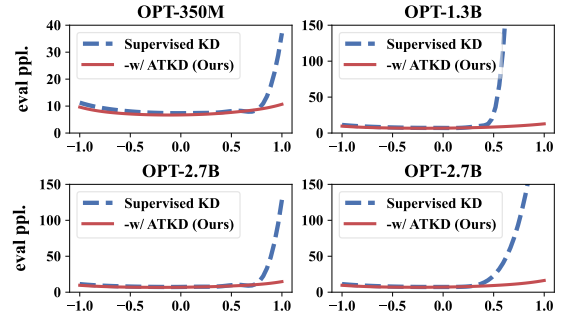 OPT-350M
OPT-1.3B
eval ppl.
40
30
20
10
0
Supervised KD
-w/ ATKD (Ours)
−1.0 −0.5 0.0 0.5 1.0
150
100
50
0
Supervised KD
-w/ ATKD (Ours)
−1.0 −0.5 0.0 0.5 1.0
OPT-2.7B
OPT-2.7B
eval ppl.
150
100
50
0
Supervised KD
-w/ ATKD (Ours)
−1.0 −0.5 0.0 0.5 1.0
150
100
50
0
Supervised KD
-w/ ATKD (Ours)
−1.0 −0.5 0.0 0.5 1.0